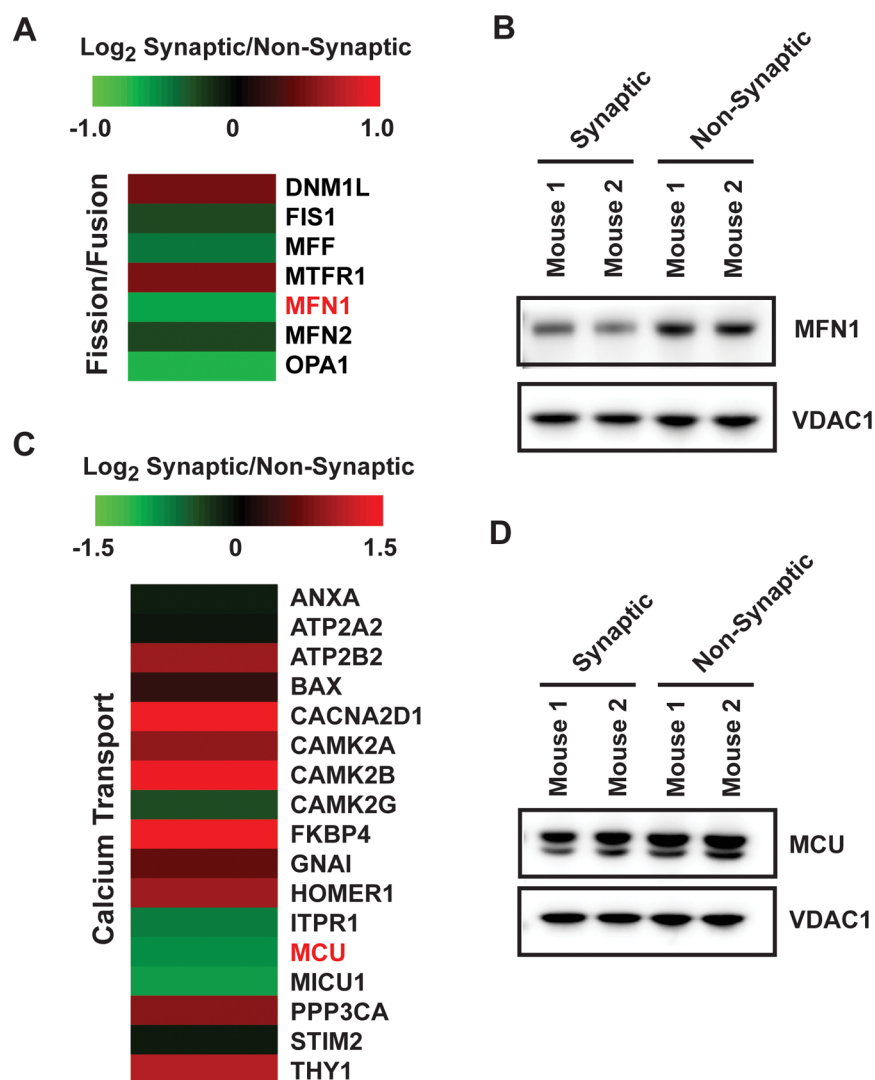 A
Log2 Synaptic/Non-Synaptic
-1.0 0 1.0
Fission/Fusion
DNM1L
FIS1
MFF
MTFR1
MFN1
MFN2
OPA1
B
Synaptic Non-Synaptic
Mouse 1 Mouse 2 Mouse 1 Mouse 2
MFN1
VDAC1
C
Log2 Synaptic/Non-Synaptic
-1.5 0 1.5
Calcium Transport
ANXA
ATP2A2
ATP2B2
BAX
CACNA2D1
CAMK2A
CAMK2B
CAMK2G
FKBP4
GNAI
HOMER1
ITPR1
MCU
MICU1
PPP3CA
STIM2
THY1
D
Synaptic Non-Synaptic
Mouse 1 Mouse 2 Mouse 1 Mouse 2
MCU
VDAC1